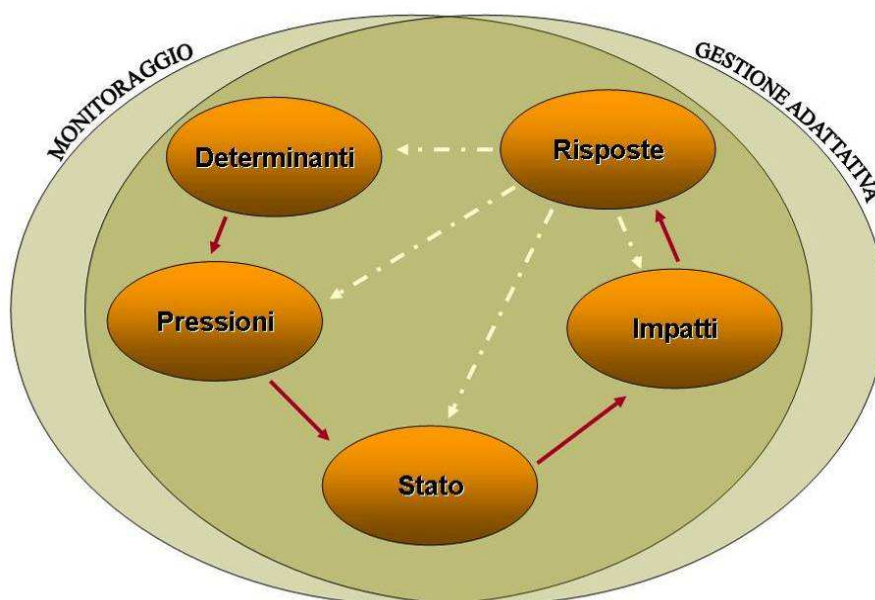 MONITORAGGIO
GESTIONE ADATTATIVA
Determinanti
Risposte
Pressioni
Impatti
Stato